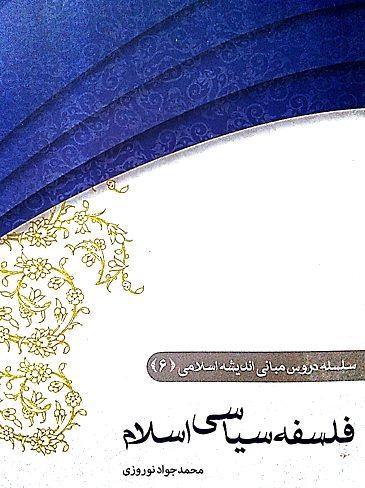 سلسله دروس مبانی اندیشه اسلامی ﴿۶﴾
فلسفه سیاسی اسلام
محمدجواد نوروزی